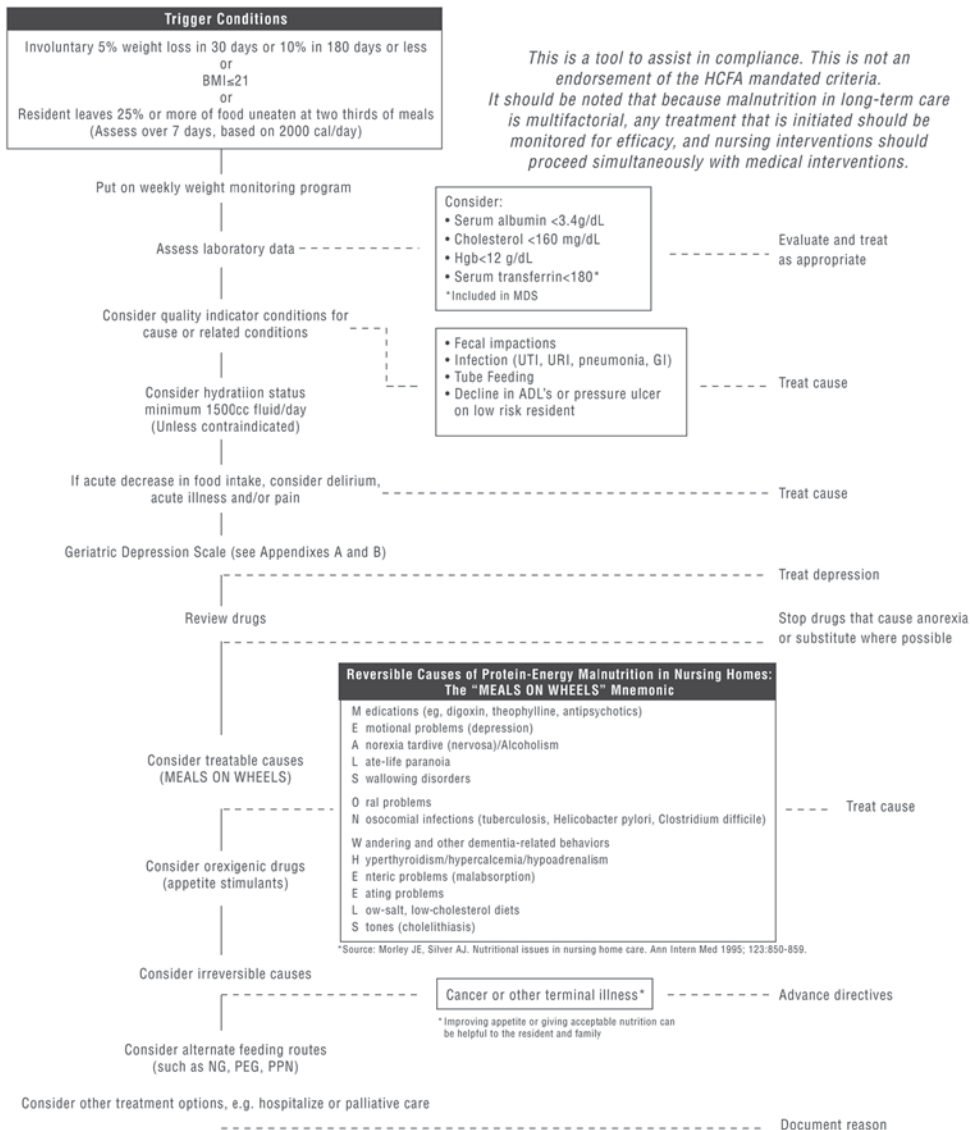 Trigger Conditions
Involuntary 5% weight loss in 30 days or 10% in 180 days or less
or
BMI≤21
or
Resident leaves 25% or more of food uneaten at two thirds of meals
(Assess over 7 days, based on 2000 cal/day)
This is a tool to assist in compliance. This is not an
endorsement of the HCFA mandated criteria.
It should be noted that because malnutrition in long-term care
is multifactorial, any treatment that is initiated should be
monitored for efficacy, and nursing interventions should
proceed simultaneously with medical interventions.
Put on weekly weight monitoring program
Assess laboratory data
Consider:
• Serum albumin <3.4g/dL
• Cholesterol <160 mg/dL
• Hgb<12 g/dL
• Serum transferrin<180*
*Included in MDS
Evaluate and treat
as appropriate
Consider quality indicator conditions for
cause or related conditions
• Fecal impactions
• Infection (UTI, URI, pneumonia, GI)
• Tube Feeding
• Decline in ADL's or pressure ulcer
on low risk resident
Treat cause
Consider hydratiion status
minimum 1500cc fluid/day
(Unless contraindicated)
If acute decrease in food intake, consider delirium,
acute illness and/or pain
Treat cause
Geriatric Depression Scale (see Appendixes A and B)
Treat depression
Review drugs
Stop drugs that cause anorexia
or substitute where possible
Reversible Causes of Protein-Energy Malnutrition in Nursing Homes:
The “MEALS ON WHEELS” Mnemonic
M edications (eg, digoxin, theophylline, antipsychotics)
E motional problems (depression)
A norexia tardive (nervosa)/Alcoholism
L ate-life paranoia
S wallowing disorders
O ral problems
N osocomial infections (tuberculosis, Helicobacter pylori, Clostridium difficile)
W andering and other dementia-related behaviors
H yperthyroidism/hypercalcemia/hypoadrenalism
E nteric problems (malabsorption)
E ating problems
L ow-salt, low-cholesterol diets
S tones (cholelithiasis)
*Source: Morley JE, Silver AJ. Nutritional issues in nursing home care. Ann Intern Med 1995; 123:850-859.
Consider treatable causes
(MEALS ON WHEELS)
Treat cause
Consider orexigenic drugs
(appetite stimulants)
Consider irreversible causes
Cancer or other terminal illness*
* Improving appetite or giving acceptable nutrition can
be helpful to the resident and family
Advance directives
Consider alternate feeding routes
(such as NG, PEG, PPN)
Consider other treatment options, e.g. hospitalize or palliative care
Document reason